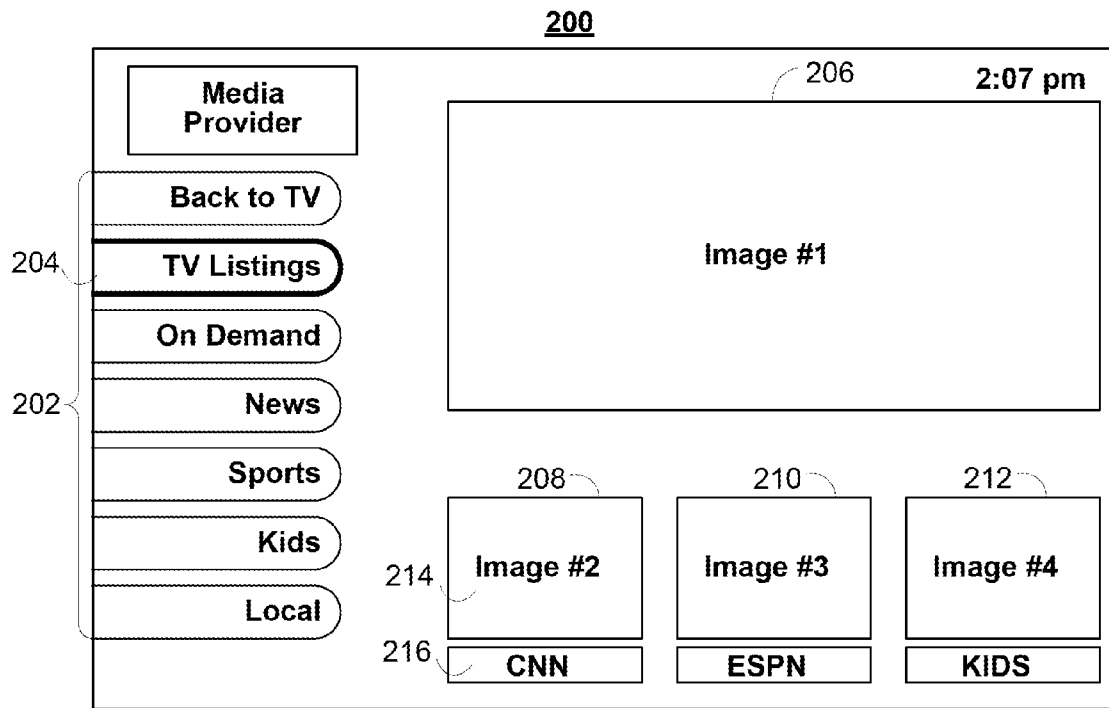 200
Media
Provider
206
2:07 pm
Back to TV
204
TV Listings
Image #1
On Demand
202
News
Sports
208
210
212
Kids
214
Image #2
Image #3
Image #4
Local
216
CNN
ESPN
KIDS